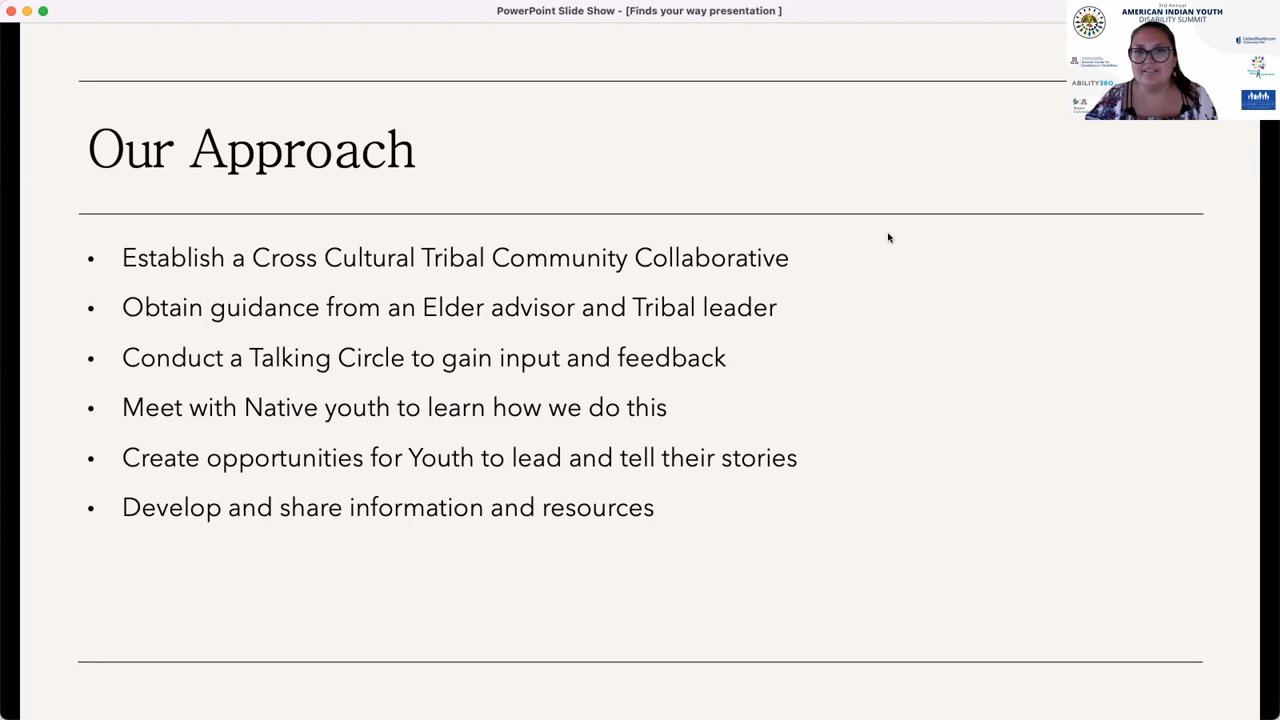 PowerPoint Slide Show - [Finds your way presentation ]
3rd Annual
AMERICAN INDIAN YOUTH
DISABILITY SUMMIT
UnitedHealthcare
ABILITY360
Our Approach
• Establish a Cross Cultural Tribal Community Collaborative
• Obtain guidance from an Elder advisor and Tribal leader
• Conduct a Talking Circle to gain input and feedback
• Meet with Native youth to learn how we do this
• Create opportunities for Youth to lead and tell their stories
• Develop and share information and resources